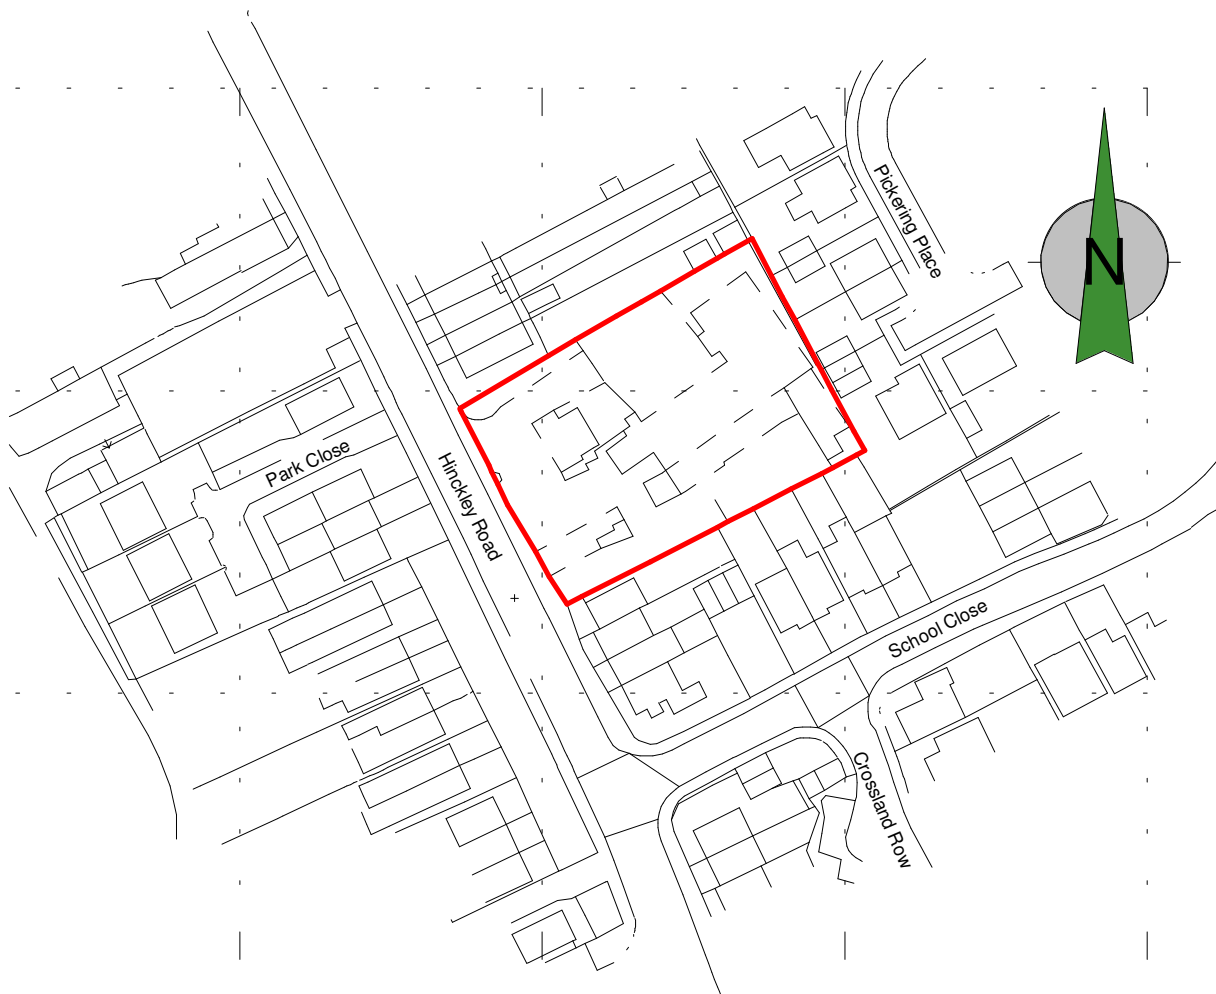 Pickering Place
N
Park Close
Hinckley Road
School Close
Crossland Row